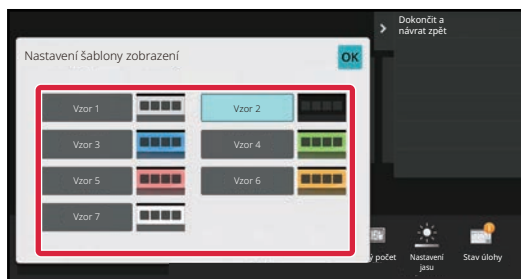 Dokončit a
návrat zpět
Nastavení šablony zobrazení
OK
Vzor 1
Vzor 2
Vzor 3
Vzor 4
Vzor 5
Vzor 6
Vzor 7
počet
Nastavení
jasu
Stav úlohy